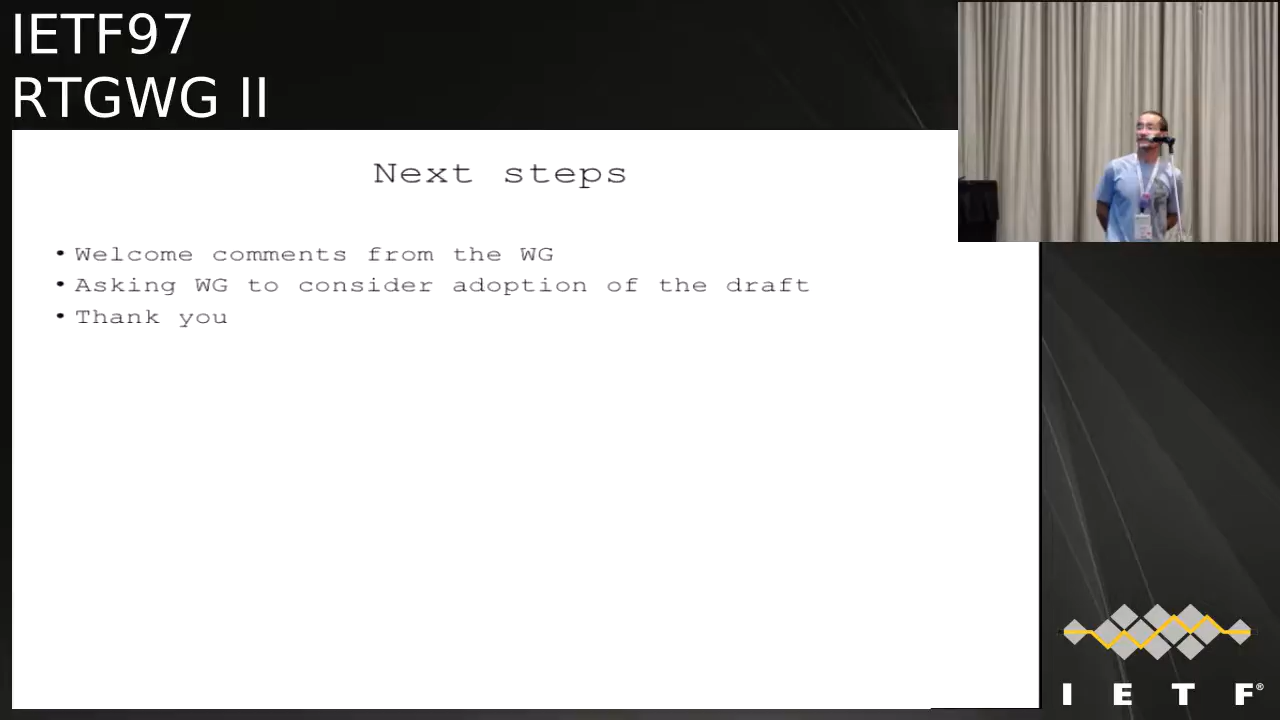 IETF97
RTGWG II
Next steps
• Welcome comments from the WG
• Asking WG to consider adoption of the draft
• Thank you
I E T F®